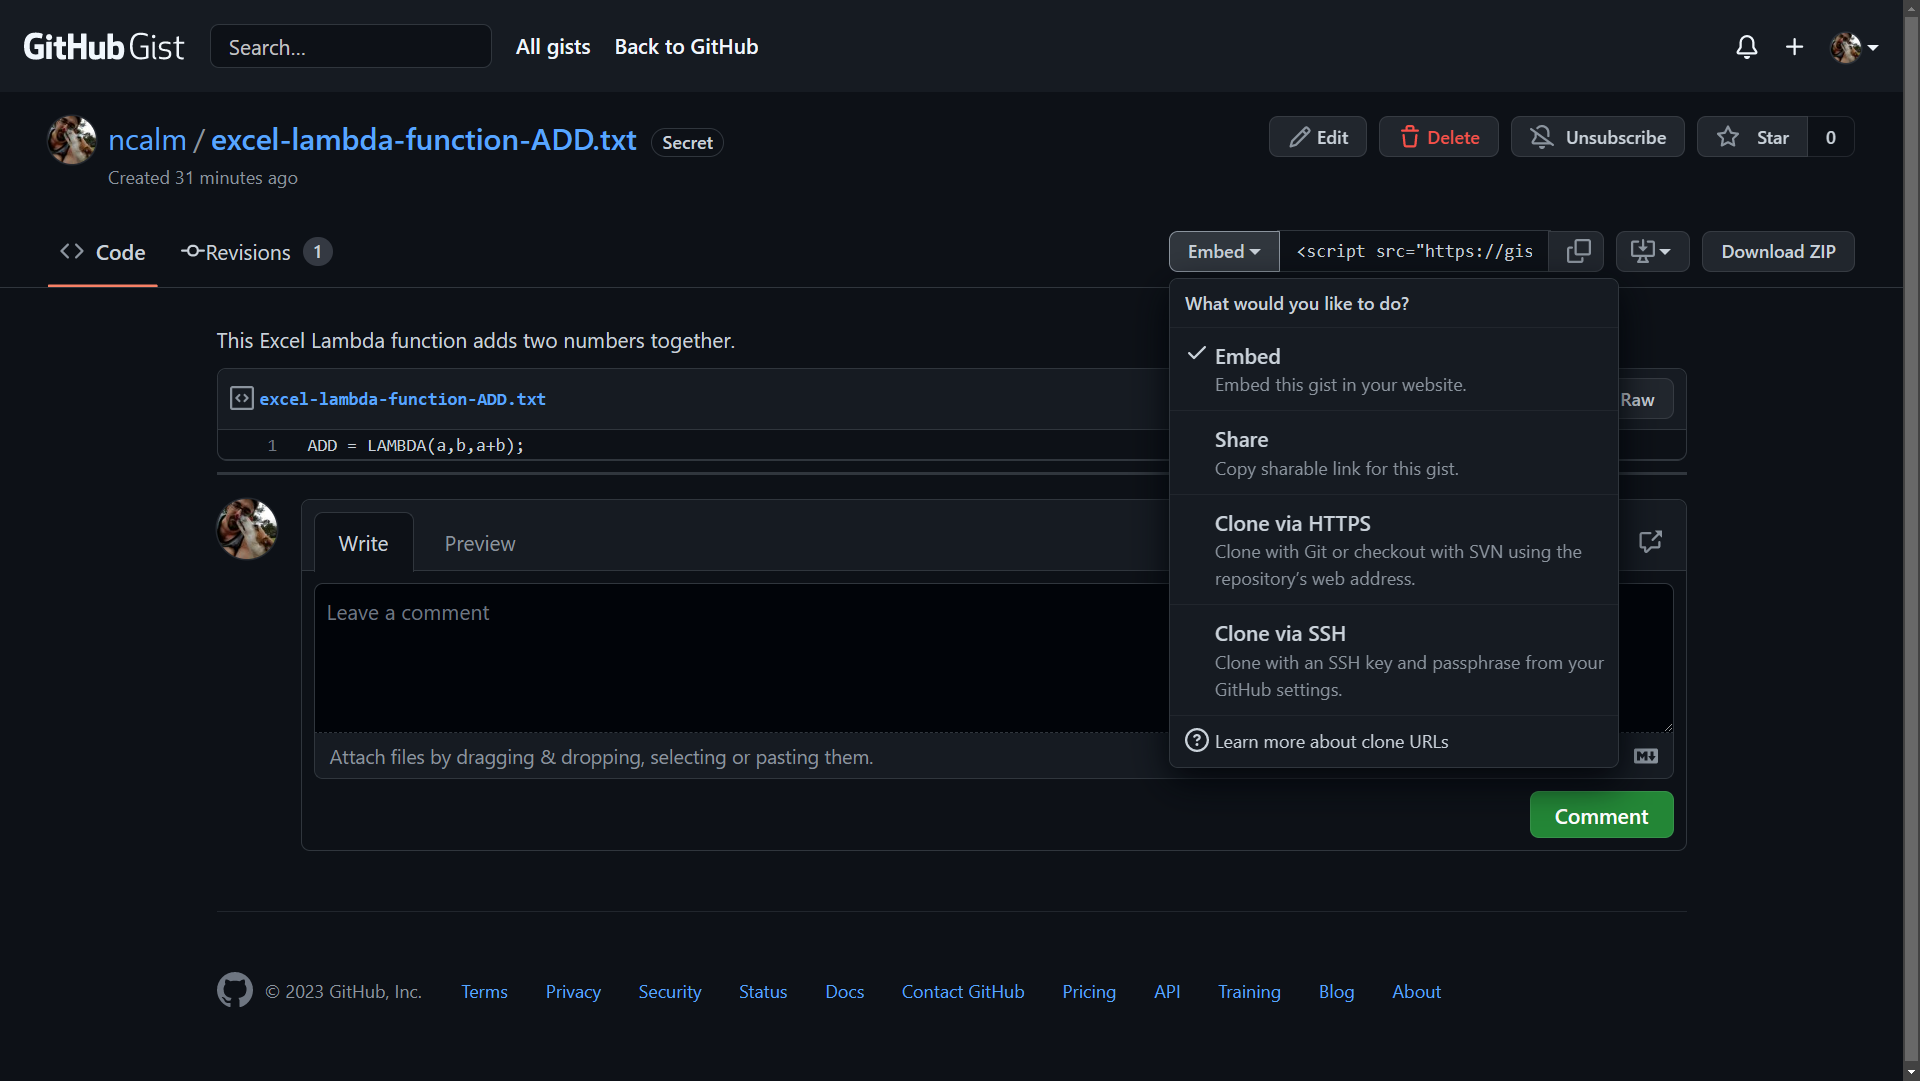 GitHub Gist
Search...
All gists
Back to GitHub
ncalm / excel-lambda-function-ADD.txt
Secret
Created 31 minutes ago
Edit
Delete
Unsubscribe
Star
0
Code
Revisions
1
Embed
<script src="https://gis
Download ZIP
What would you like to do?
Embed
Embed this gist in your website.
Share
Copy sharable link for this gist.
Clone via HTTPS
Clone with Git or checkout with SVN using the
repository's web address.
Clone via SSH
Clone with an SSH key and passphrase from your
GitHub settings.
Learn more about clone URLs
This Excel Lambda function adds two numbers together.
excel-lambda-function-ADD.txt
Raw
1 ADD = LAMBDA(a,b,a+b);
Write
Preview
Leave a comment
Attach files by dragging & dropping, selecting or pasting them.
Comment
© 2023 GitHub, Inc.
Terms
Privacy
Security
Status
Docs
Contact GitHub
Pricing
API
Training
Blog
About